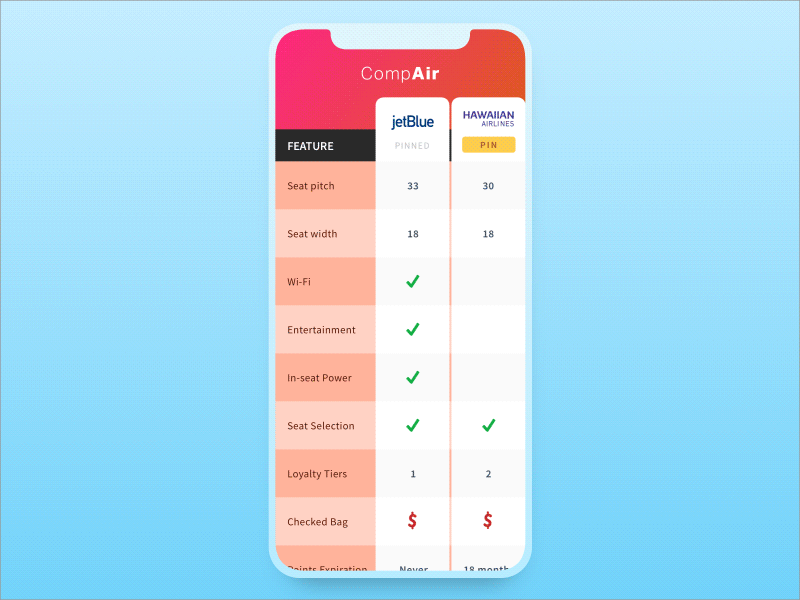 CompAir
jetBlue HAWAIIAN
AIRLINES
FEATURE PINNED PIN
Seat pitch 33 30
Seat width 18 18
Wi-Fi
Entertainment
In-seat Power
Seat Selection
Loyalty Tiers 1 2
Checked Bag $ $
Points Expiration Never 18 month